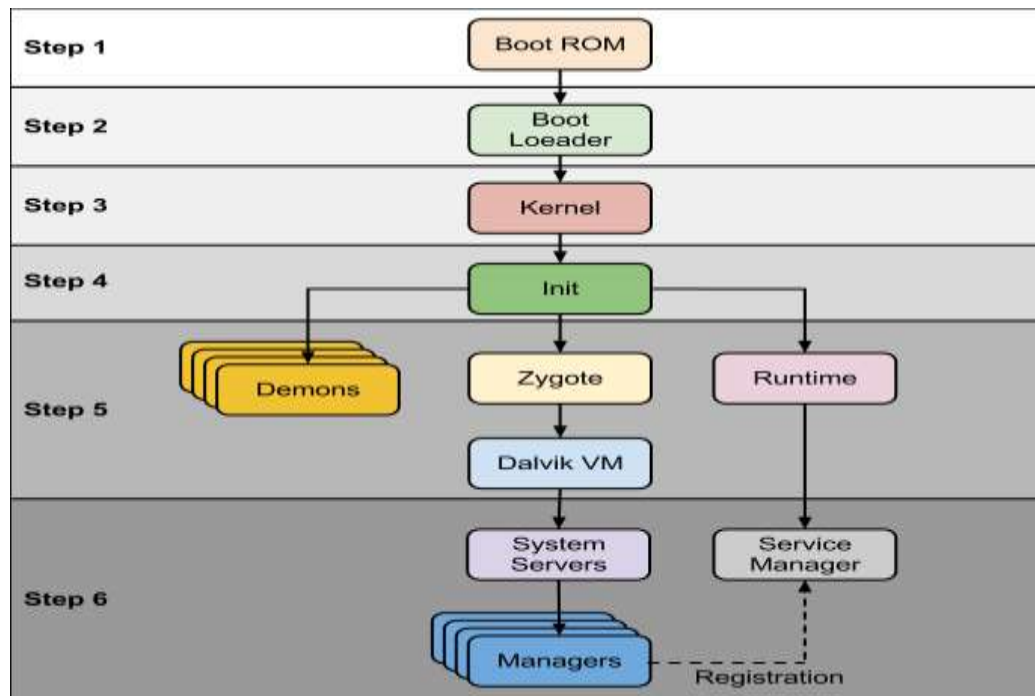 Step 1
Boot ROM
Step 2
Boot
Loeader
Step 3
Kernel
Step 4
Init
Step 5
Demons
Zygote
Runtime
Dalvik VM
Step 6
System
Servers
Service
Manager
Managers
Registration